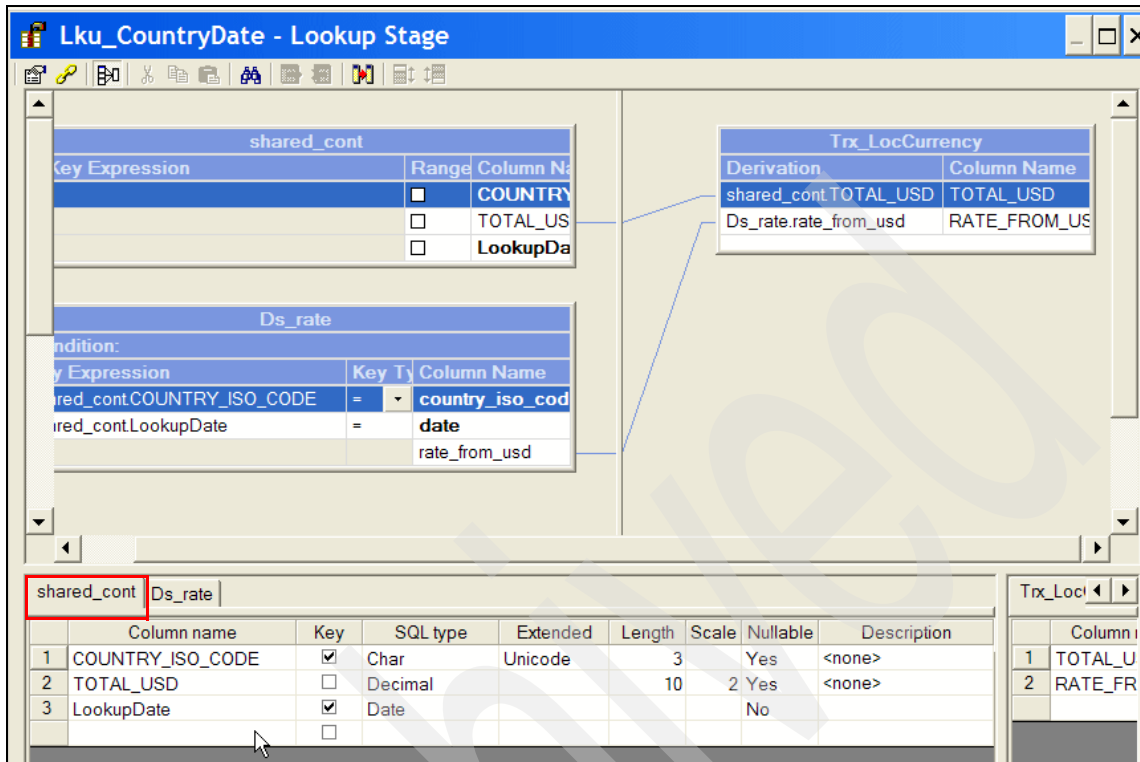 Lku_CountryDate - Lookup Stage
shared_cont
Key Expression Range Column Na
COUNTRY
TOTAL_US
LookupDa
Trx_LocCurrency
Derivation Column Name
shared_cont.TOTAL_USD TOTAL_USD
Ds_rate.rate_from_usd RATE_FROM_US
Ds_rate
ndition:
y Expression Key Ty Column Name
ared_cont.COUNTRY_ISO_CODE = country_iso_cod
ared_cont.LookupDate = date
rate_from_usd
shared_cont Ds_rate
Column name Key SQL type Extended Length Scale Nullable Description
1 COUNTRY_ISO_CODE Char Unicode 3 Yes <none>
2 TOTAL_USD Decimal 10 2 Yes <none>
3 LookupDate Date No
Trx_Loc
Column
1 TOTAL_U
2 RATE_FR
hived